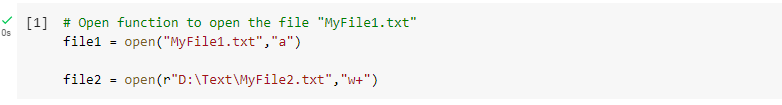 [1] # Open function to open the file "MyFile1.txt"
file1 = open("MyFile1.txt","a")
0s
file2 = open(r"D:\Text\MyFile2.txt","w+")